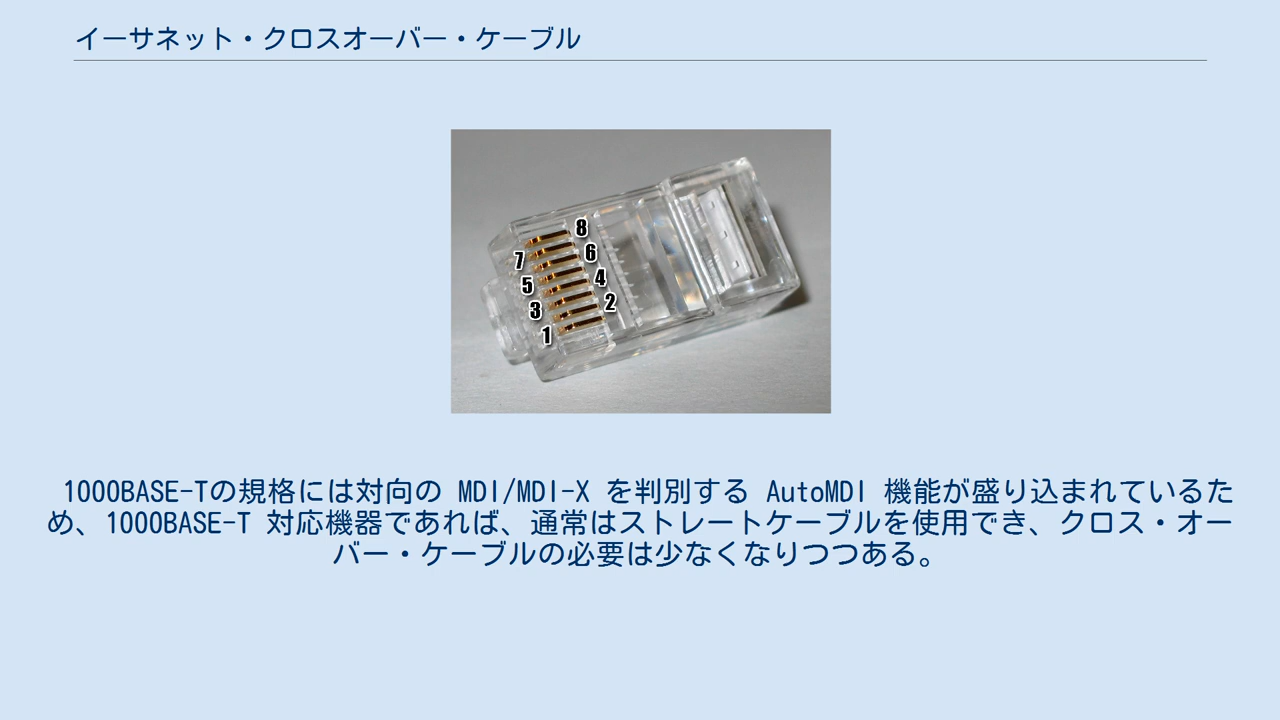 イーサネット・クロスオーバー・ケーブル
8
7
6
5
4
3
2
1
1000BASE-Tの規格には対向の MDI/MDI-X を判別する AutoMDI 機能が盛り込まれているた
め、1000BASE-T 対応機器であれば、通常はストレートケーブルを使用でき、クロス・オー
バー・ケーブルの必要は少なくなりつつある。